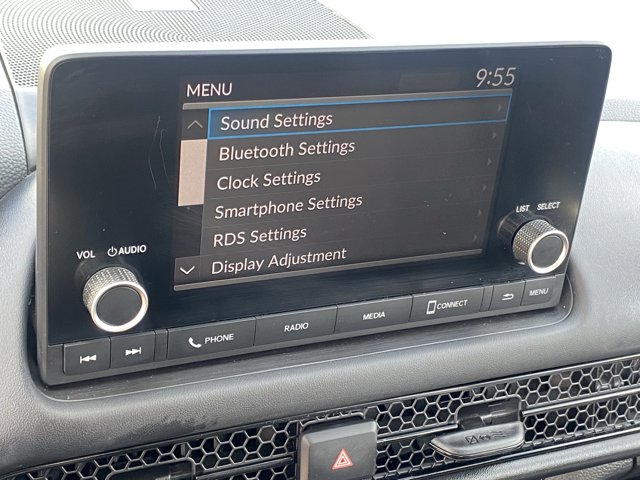 MENU 9:55
Sound Settings
Bluetooth Settings
Clock Settings
Smartphone Settings
RDS Settings
Display Adjustment
VOL AUDIO
LIST SELECT
PHONE RADIO MEDIA CONNECT MENU